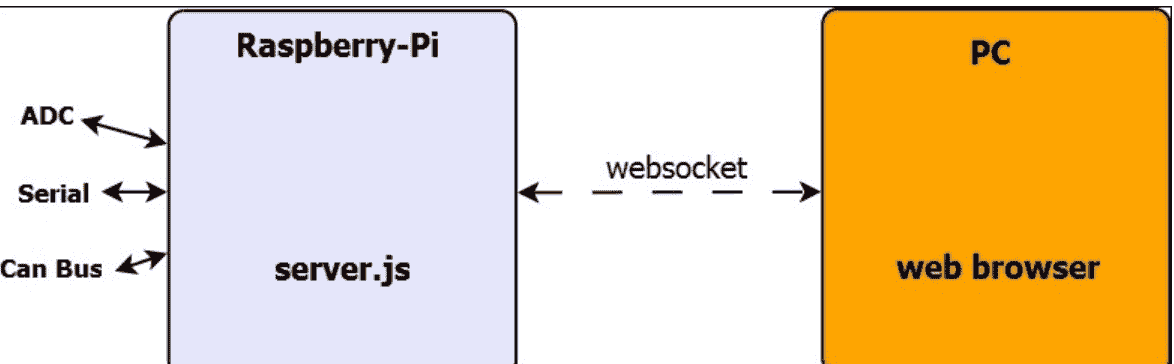 Raspberry-Pi
PC
ADC
websocket
Serial
Can Bus
server.js
web browser